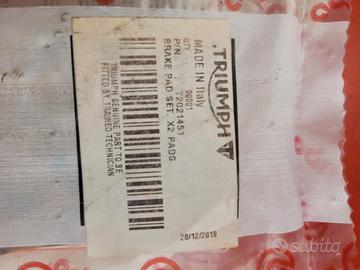 TRIUMPH
MADE IN Italy
QTY. 00001
P/N T2021451
BRAKE PAD SET, X2 PADS
TRIUMPH GENUINE PART TO BE
FITTED BY TRAINED TECHNICIAN
20/12/2018
subito